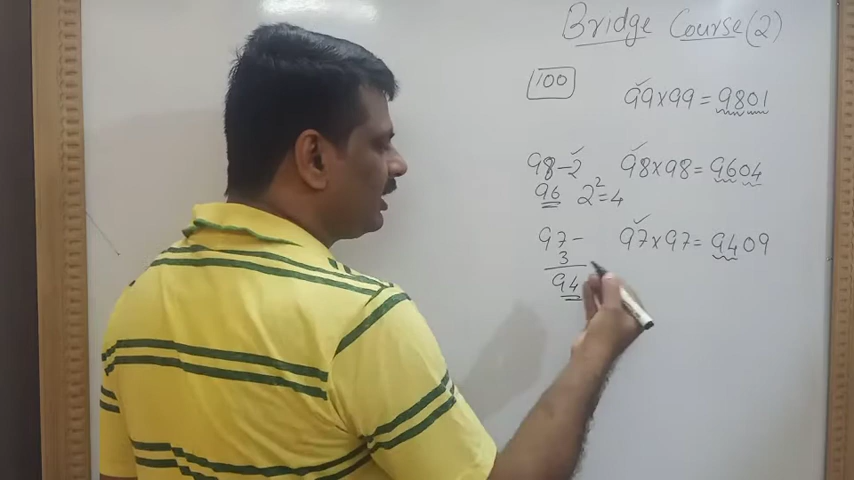 Bridge Course (2)
100
99×99 = 9801
98-2
98×98 = 9604
96
2²=4
97-
97×97= 9409
3
94